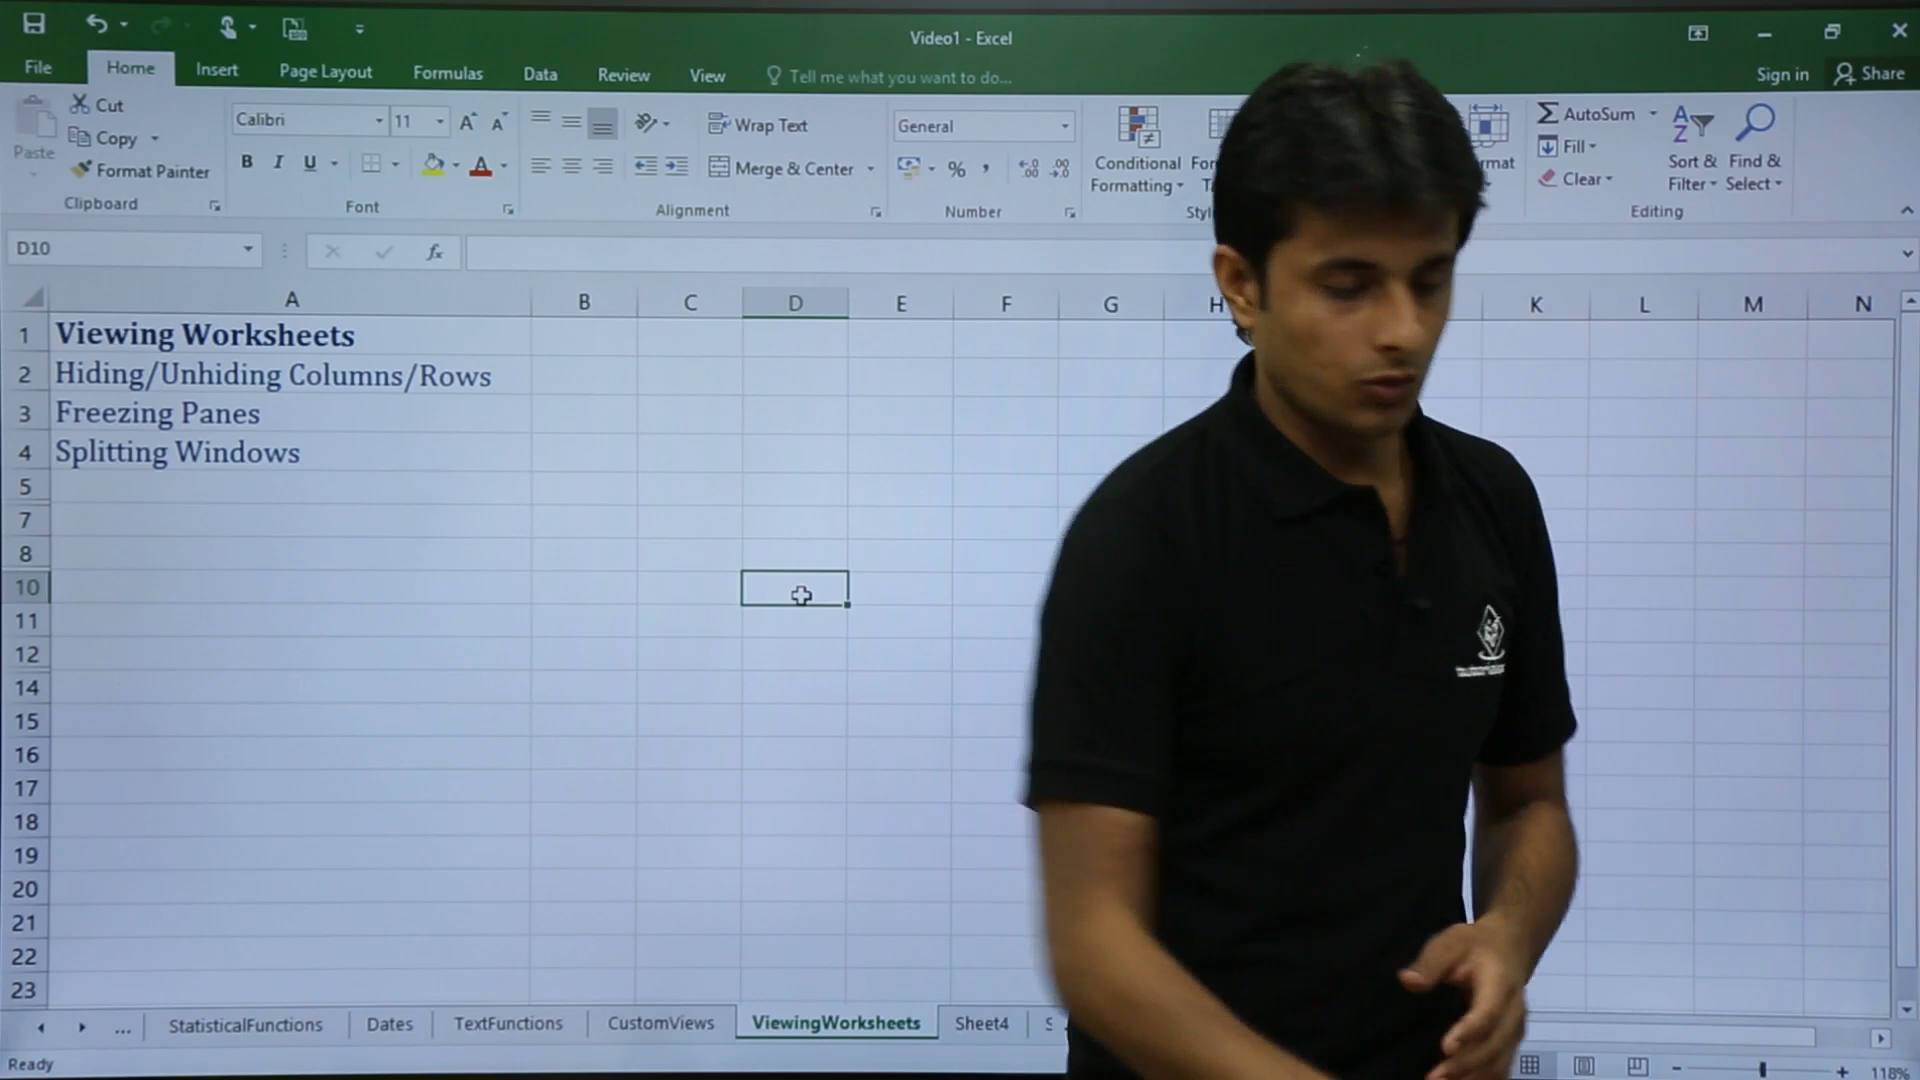 Video1 - Excel
File Home Insert Page Layout Formulas Data Review View Tell me what you want to do... Sign in Share
Paste Cut Copy Format Painter Clipboard
Calibri 11 B I U A Font
Wrap Text Merge & Center Alignment
General % , Number
Conditional Formatting
AutoSum Fill Clear Sort & Filter Find & Select Editing
D10 fx
A B C D E F G H K L M N
1 Viewing Worksheets
2 Hiding/Unhiding Columns/Rows
3 Freezing Panes
4 Splitting Windows
5
7
8
10
11
12
14
15
16
17
18
19
20
21
22
23
... StatisticalFunctions Dates TextFunctions CustomViews ViewingWorksheets Sheet4 S
Ready 118%